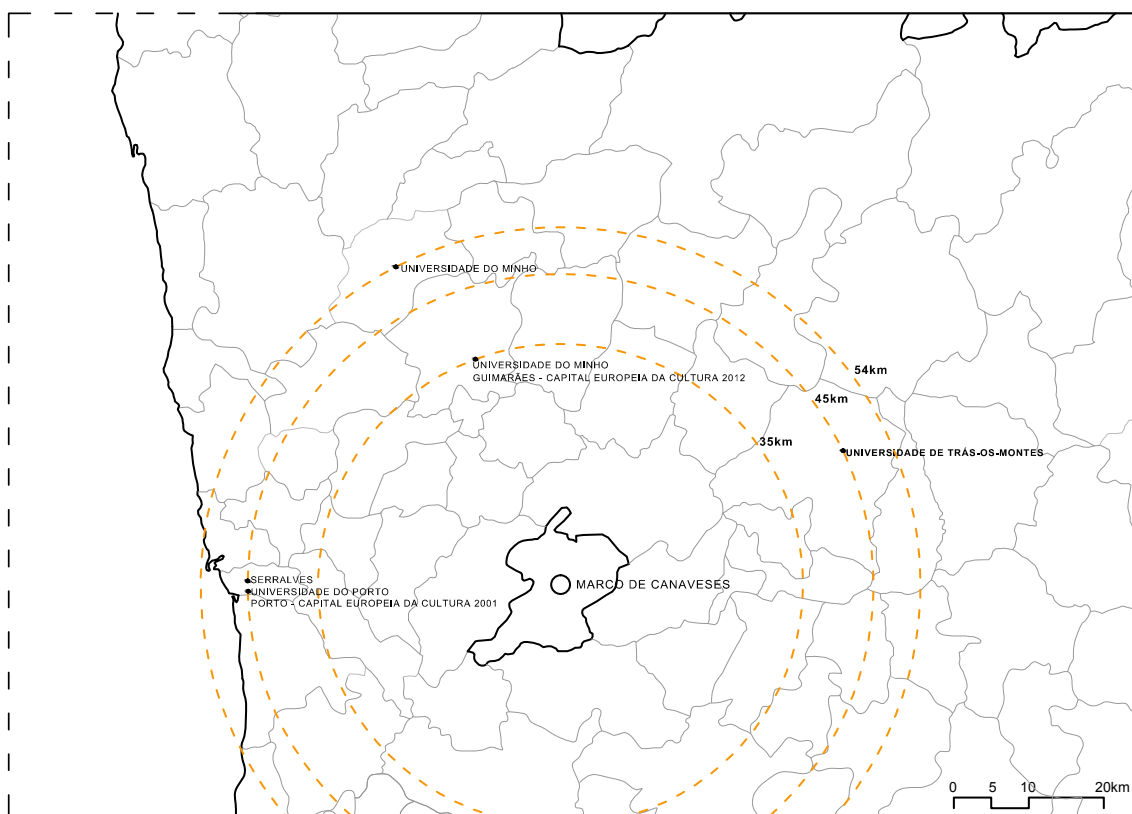 UNIVERSIDADE DO MINHO
UNIVERSIDADE DO MINHO
GUIMARÃES - CAPITAL EUROPEIA DA CULTURA 2012
54km
45km
35km
UNIVERSIDADE DE TRÁS-OS-MONTES
SERRALVES
UNIVERSIDADE DO PORTO
PORTO - CAPITAL EUROPEIA DA CULTURA 2001
MARCO DE CANAVESES
0 5 10 20km